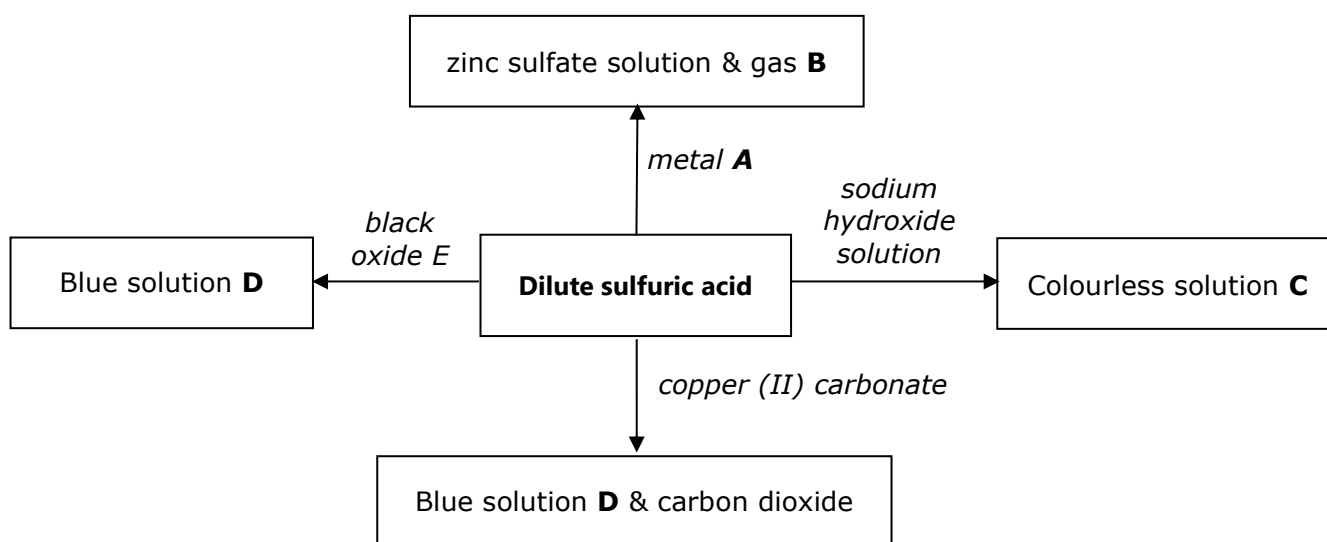 zinc sulfate solution & gas B
metal A
sodium
hydroxide
solution
black
oxide E
Blue solution D
Dilute sulfuric acid
Colourless solution C
copper (II) carbonate
Blue solution D & carbon dioxide